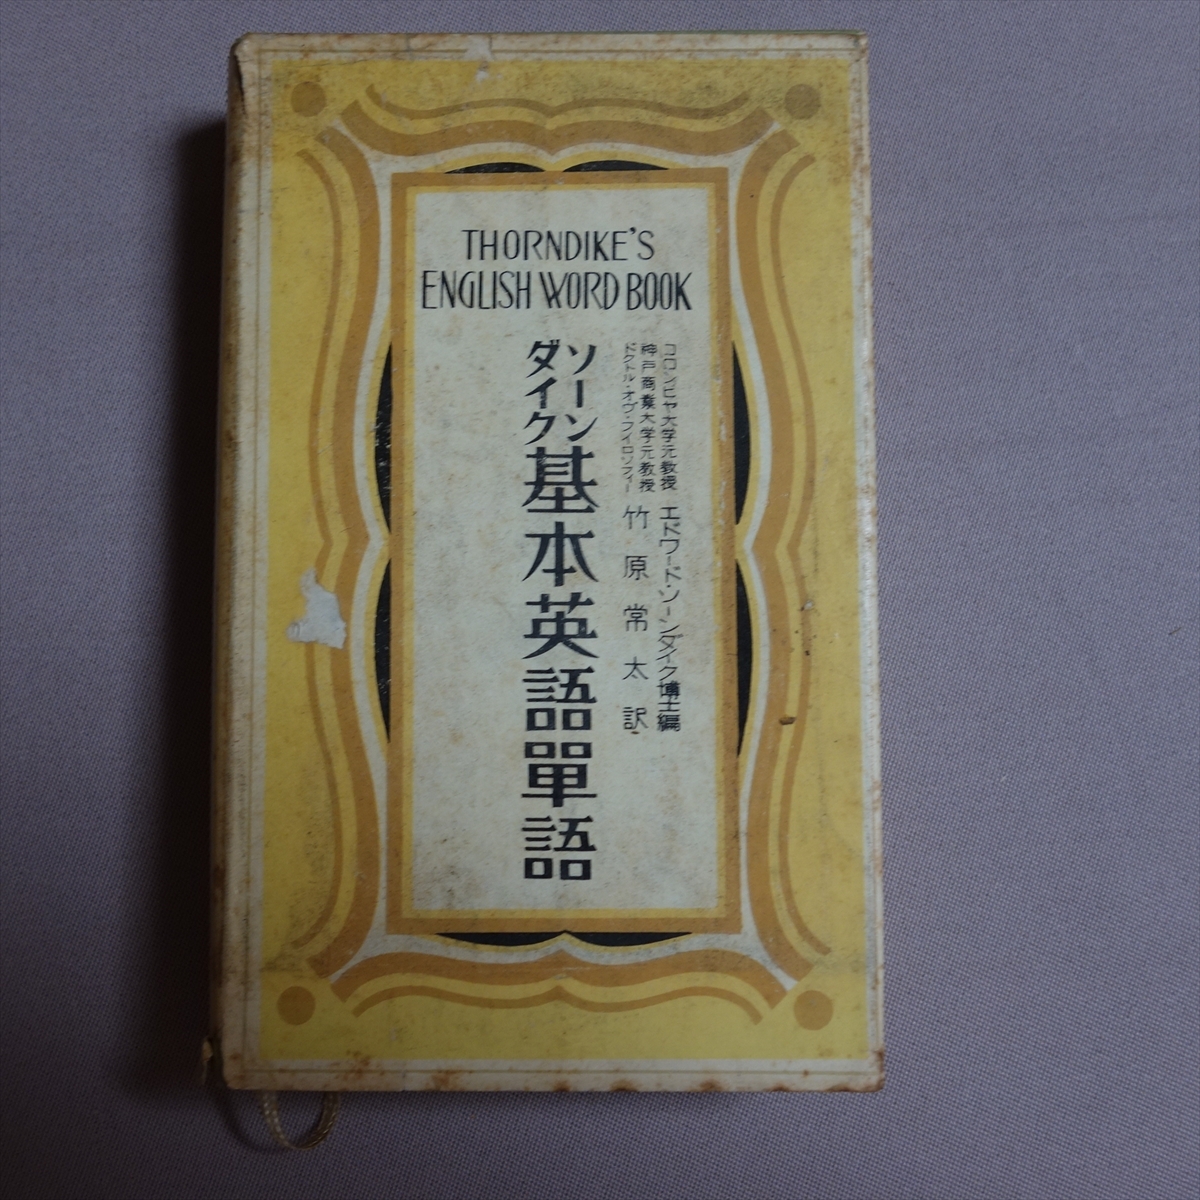 THORNDIKE'S
ENGLISH WORD BOOK
コロンビヤ大学元教授 エドワード・ソーンダイク博士編
神戸商業大学元教授
ドクトル・オヴ・フィロソフィー
竹原常太訳
ソーン
ダイク
基本英語單語